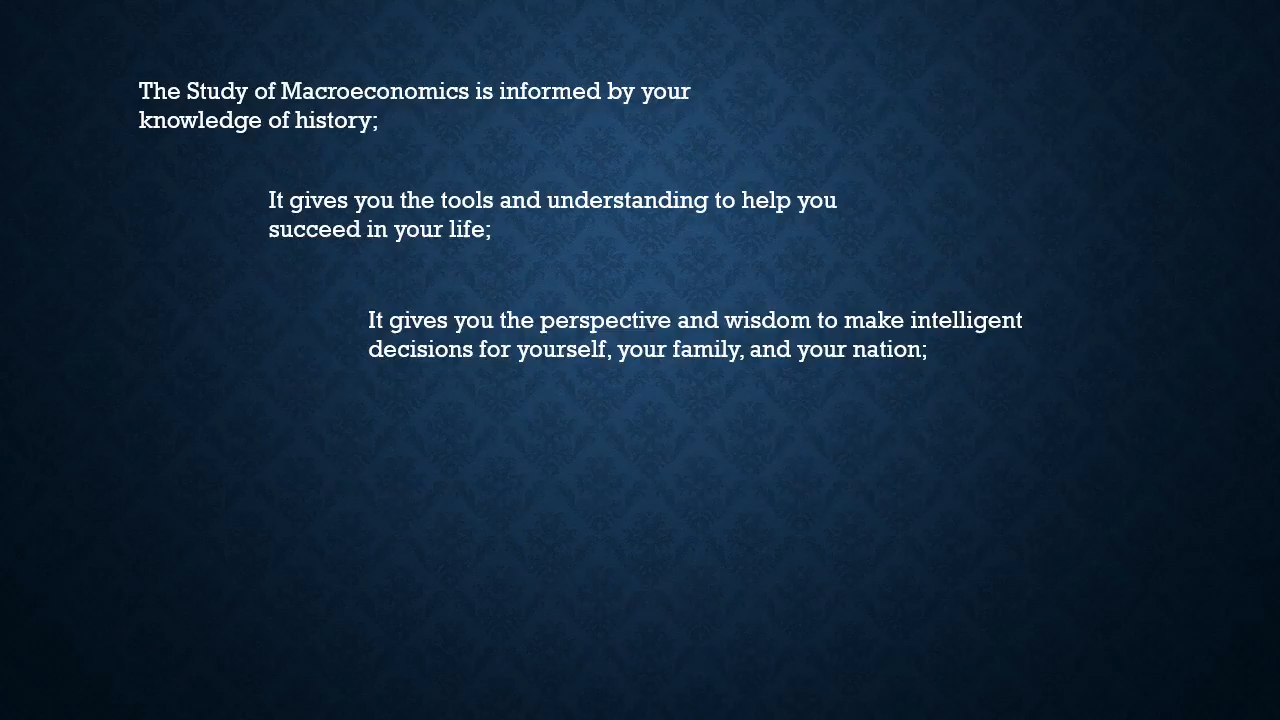 The Study of Macroeconomics is informed by your
knowledge of history;
It gives you the tools and understanding to help you
succeed in your life;
It gives you the perspective and wisdom to make intelligent
decisions for yourself, your family, and your nation;